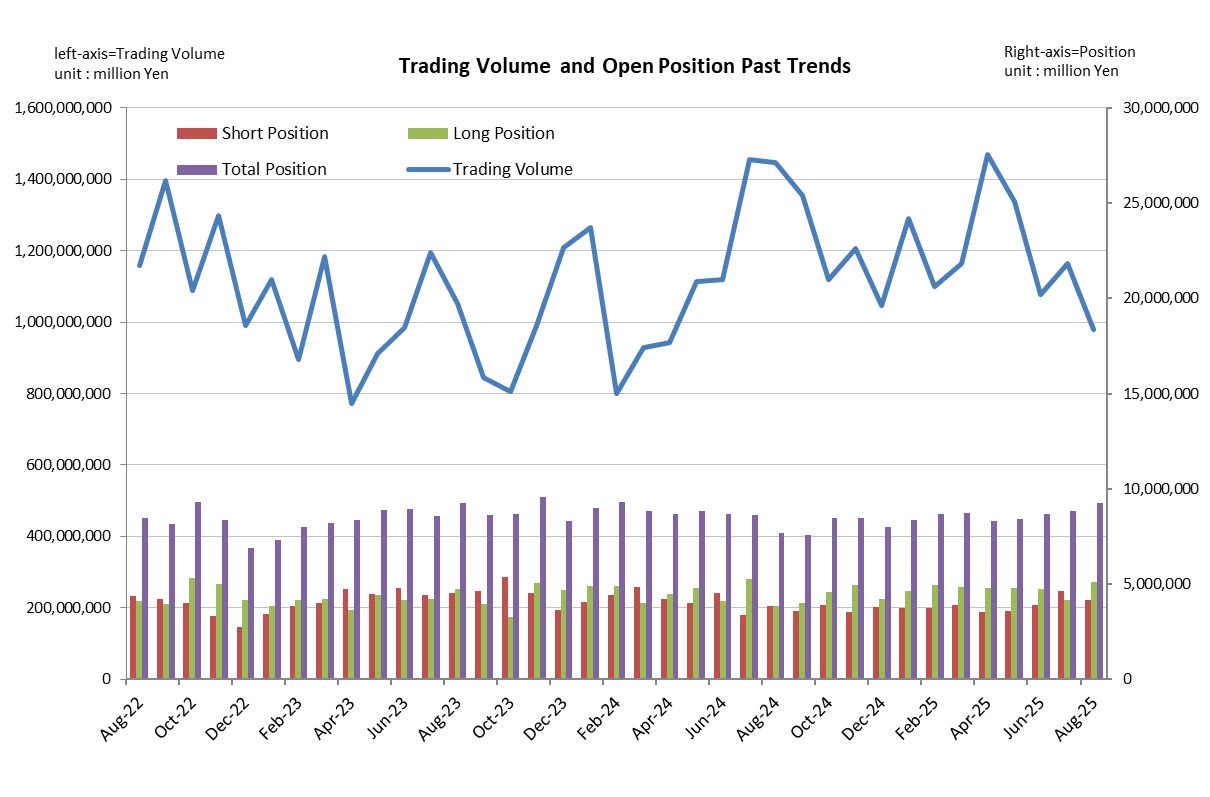 left-axis=Trading Volume
unit : million Yen
Trading Volume and Open Position Past Trends
Right-axis=Position
unit : million Yen
1,600,000,000
1,400,000,000
1,200,000,000
1,000,000,000
800,000,000
600,000,000
400,000,000
200,000,000
0
Short Position
Long Position
Total Position
Trading Volume
30,000,000
25,000,000
20,000,000
15,000,000
10,000,000
5,000,000
0
Aug-22
Oct-22
Dec-22
Feb-23
Apr-23
Jun-23
Aug-23
Oct-23
Dec-23
Feb-24
Apr-24
Jun-24
Aug-24
Oct-24
Dec-24
Feb-25
Apr-25
Jun-25
Aug-25